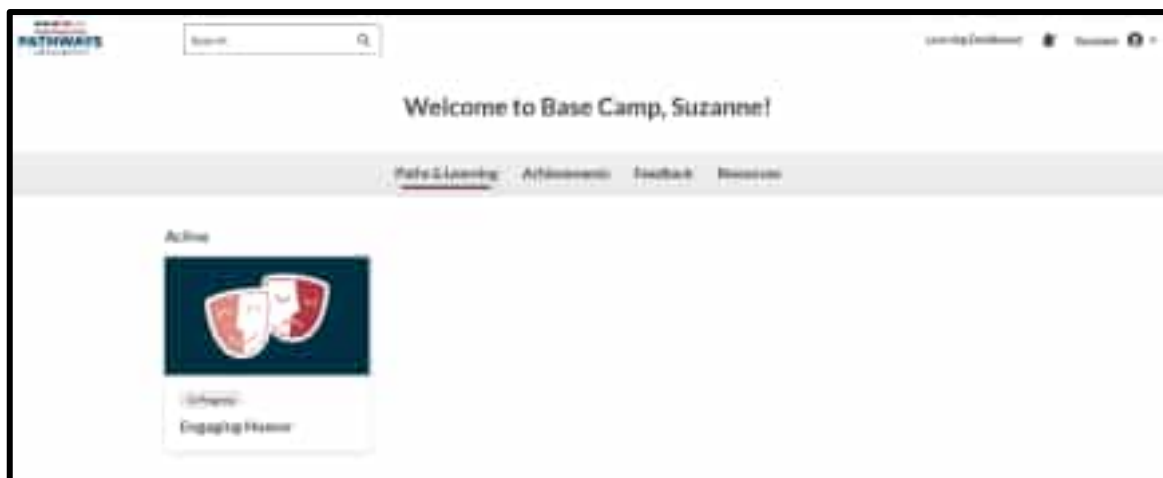 PATHWAYS
Search
Learning Dashboard
Suzanne
Welcome to Base Camp, Suzanne!
Paths & Learning Achievements Feedback Resources
Active
In Progress
Engaging Humor